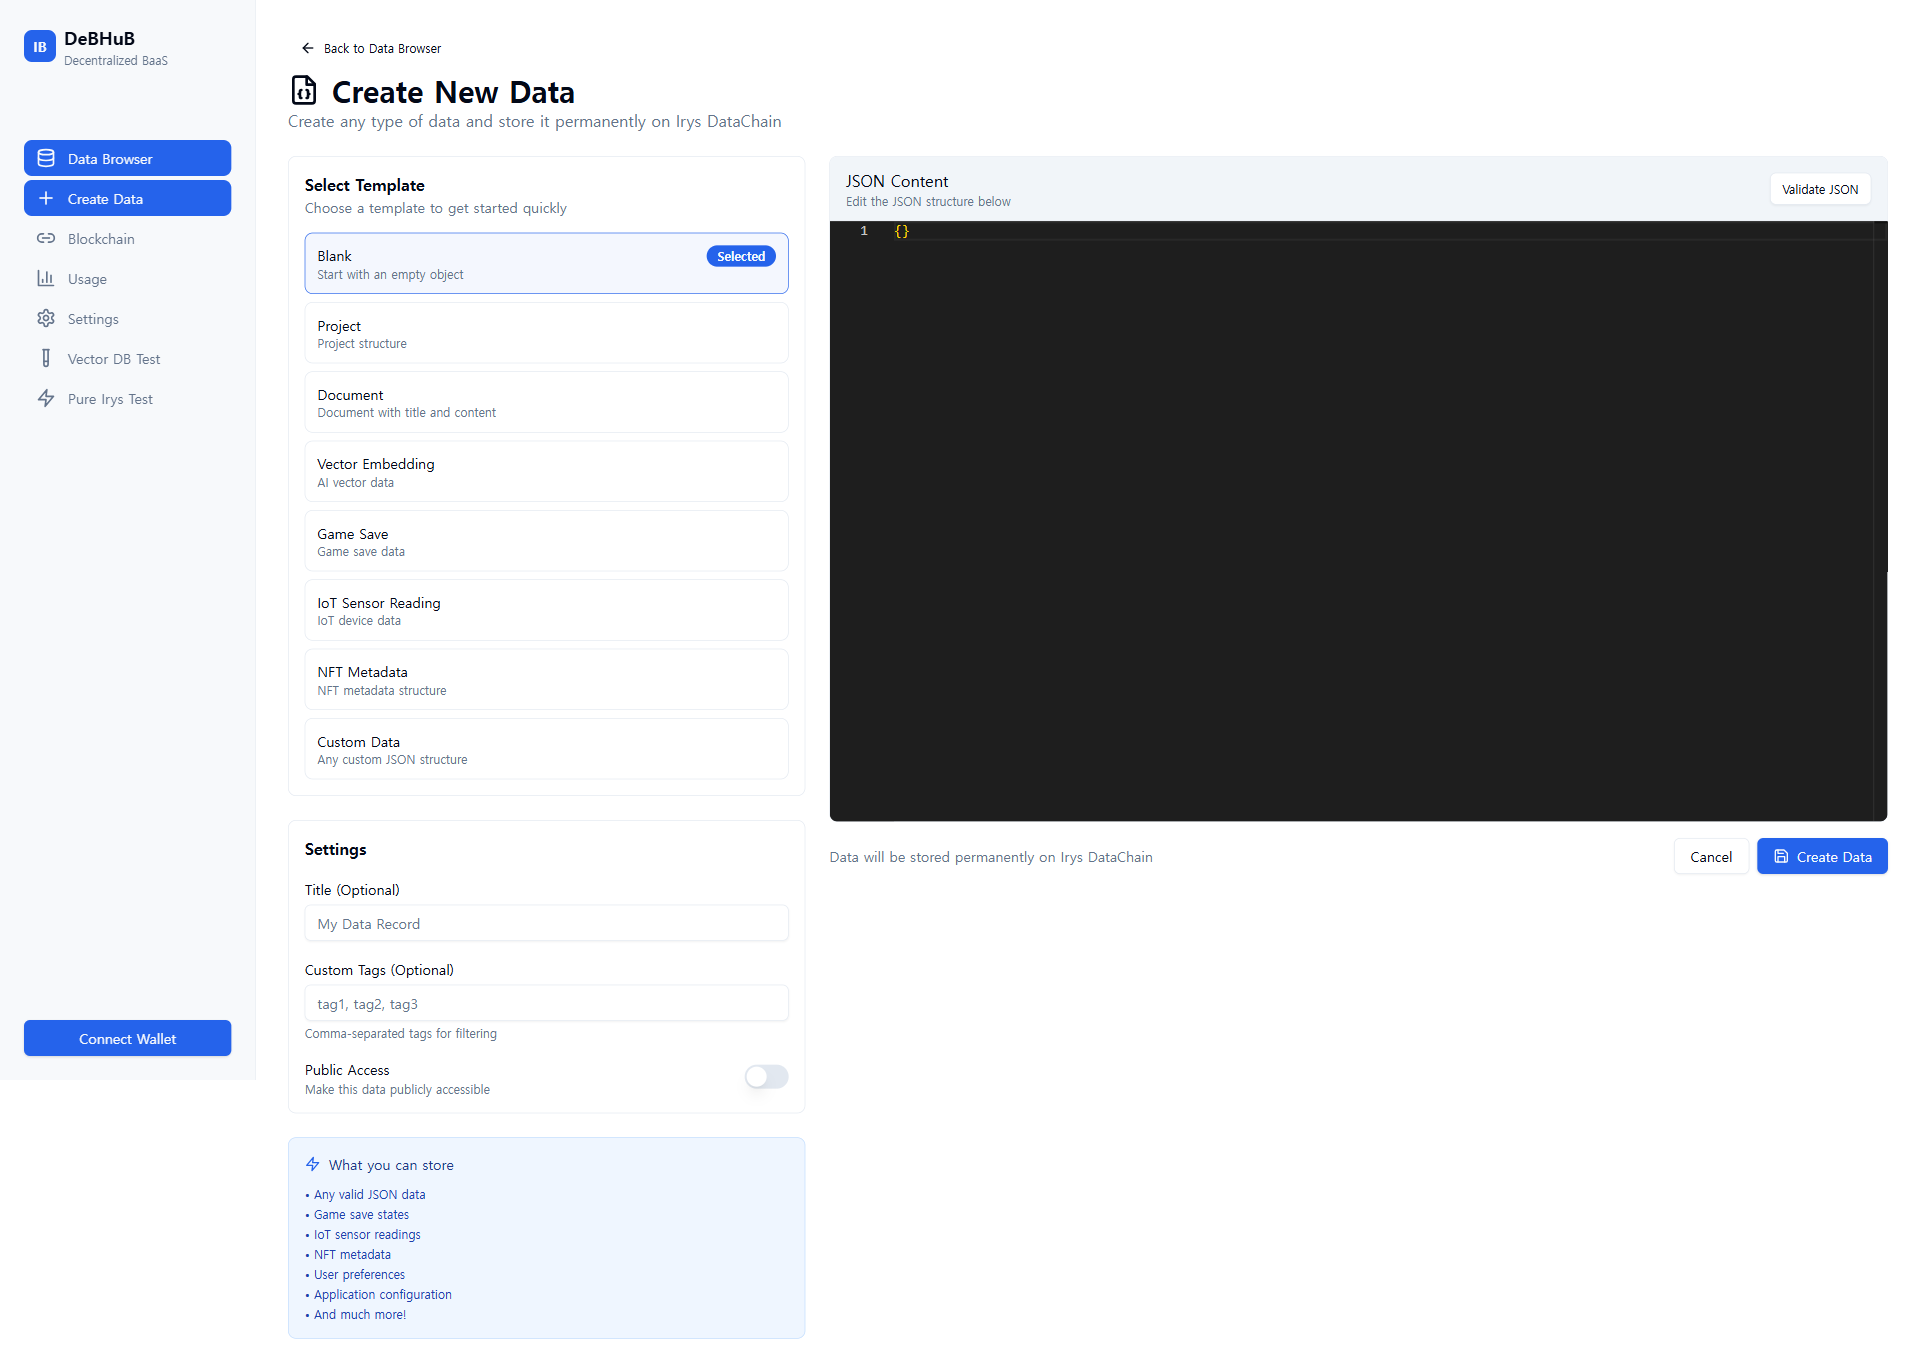 IB
DeBHuB
Decentralized BaaS
Data Browser
Create Data
Blockchain
Usage
Settings
Vector DB Test
Pure Irys Test
Connect Wallet
Back to Data Browser
Create New Data
Create any type of data and store it permanently on Irys DataChain
Select Template
Choose a template to get started quickly
Blank
Selected
Start with an empty object
Project
Project structure
Document
Document with title and content
Vector Embedding
AI vector data
Game Save
Game save data
IoT Sensor Reading
IoT device data
NFT Metadata
NFT metadata structure
Custom Data
Any custom JSON structure
Settings
Title (Optional)
My Data Record
Custom Tags (Optional)
tag1, tag2, tag3
Comma-separated tags for filtering
Public Access
Make this data publicly accessible
What you can store
• Any valid JSON data
• Game save states
• IoT sensor readings
• NFT metadata
• User preferences
• Application configuration
• And much more!
JSON Content
Edit the JSON structure below
Validate JSON
1 {}
Data will be stored permanently on Irys DataChain
Cancel
Create Data